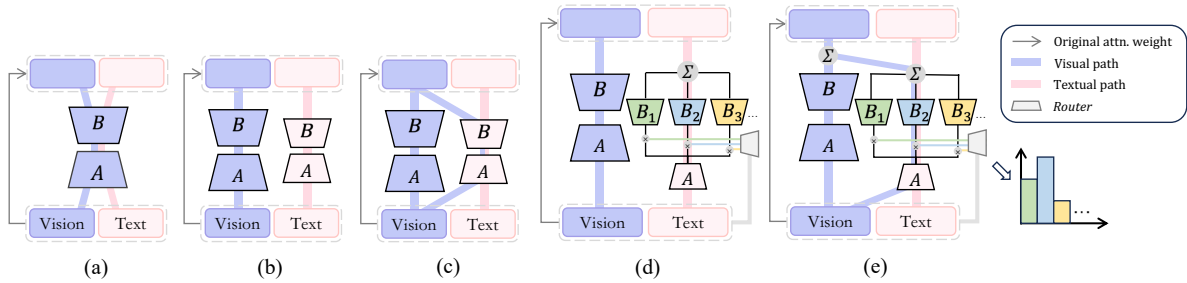 B
A
Vision Text
(a)
B B
A A
Vision Text
(b)
B B
A A
Vision Text
(c)
Σ
B B₁ B₂ B₃ ...
A A
Vision Text
(d)
Σ Σ
B B₁ B₂ B₃ ...
A A
Vision Text
(e)
Original attn. weight
Visual path
Textual path
Router
...